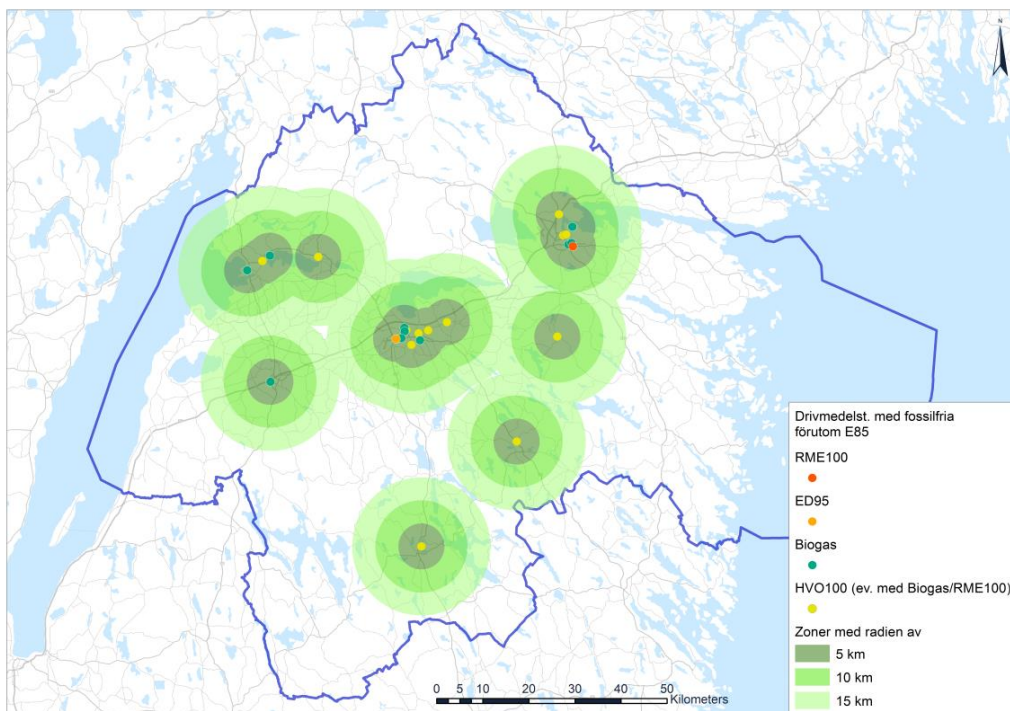 N
Drivmedelst. med fossilfria
förutom E85
RME100
ED95
Biogas
HVO100 (ev. med Biogas/RME100)
Zoner med radien av
5 km
10 km
15 km
0 5 10 20 30 40 50
Kilometers